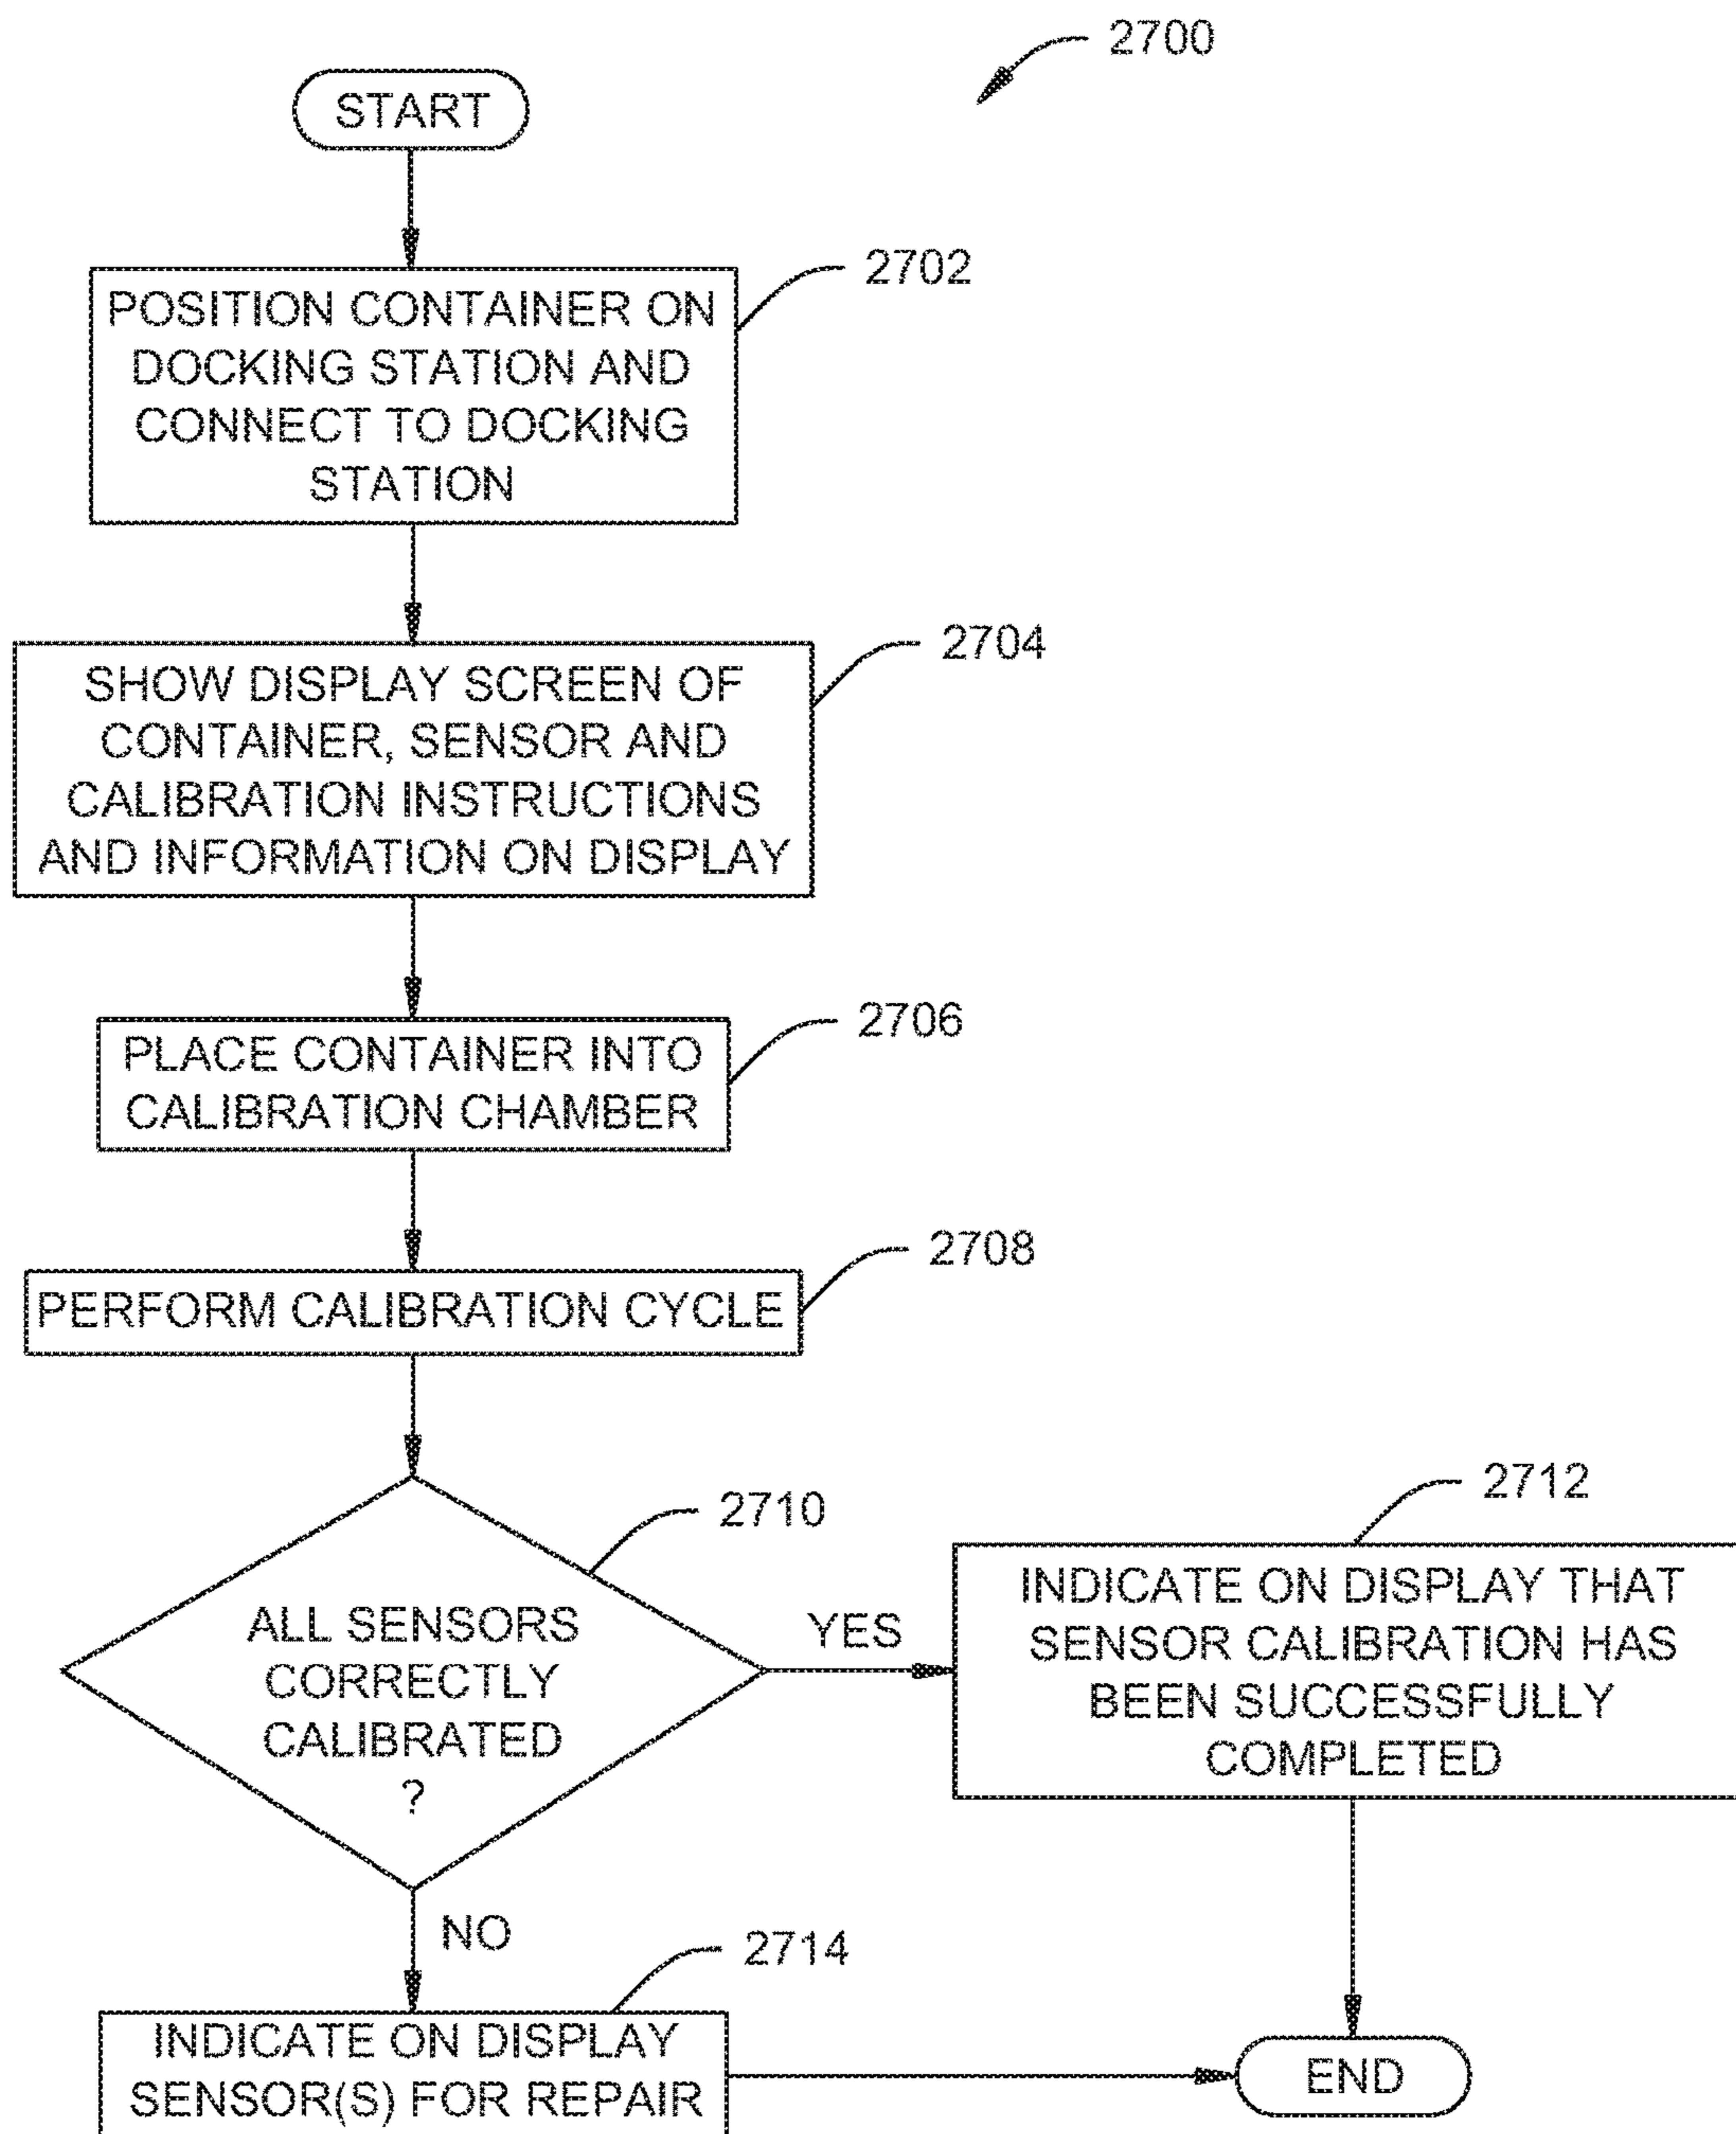 2700
START
2702
POSITION CONTAINER ON
DOCKING STATION AND
CONNECT TO DOCKING
STATION
2704
SHOW DISPLAY SCREEN OF
CONTAINER, SENSOR AND
CALIBRATION INSTRUCTIONS
AND INFORMATION ON DISPLAY
2706
PLACE CONTAINER INTO
CALIBRATION CHAMBER
2708
PERFORM CALIBRATION CYCLE
2710
ALL SENSORS
CORRECTLY
CALIBRATED
?
YES
2712
INDICATE ON DISPLAY THAT
SENSOR CALIBRATION HAS
BEEN SUCCESSFULLY
COMPLETED
NO
2714
INDICATE ON DISPLAY
SENSOR(S) FOR REPAIR
END